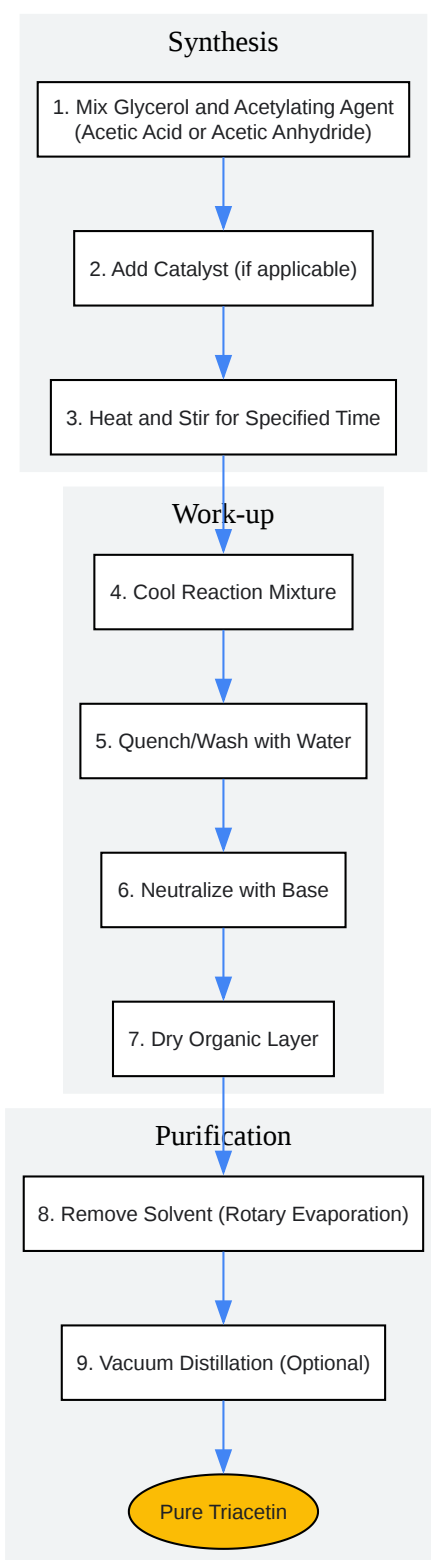 Synthesis
1. Mix Glycerol and Acetylating Agent
(Acetic Acid or Acetic Anhydride)
2. Add Catalyst (if applicable)
3. Heat and Stir for Specified Time
Work-up
4. Cool Reaction Mixture
5. Quench/Wash with Water
6. Neutralize with Base
7. Dry Organic Layer
Purification
8. Remove Solvent (Rotary Evaporation)
9. Vacuum Distillation (Optional)
Pure Triacetin